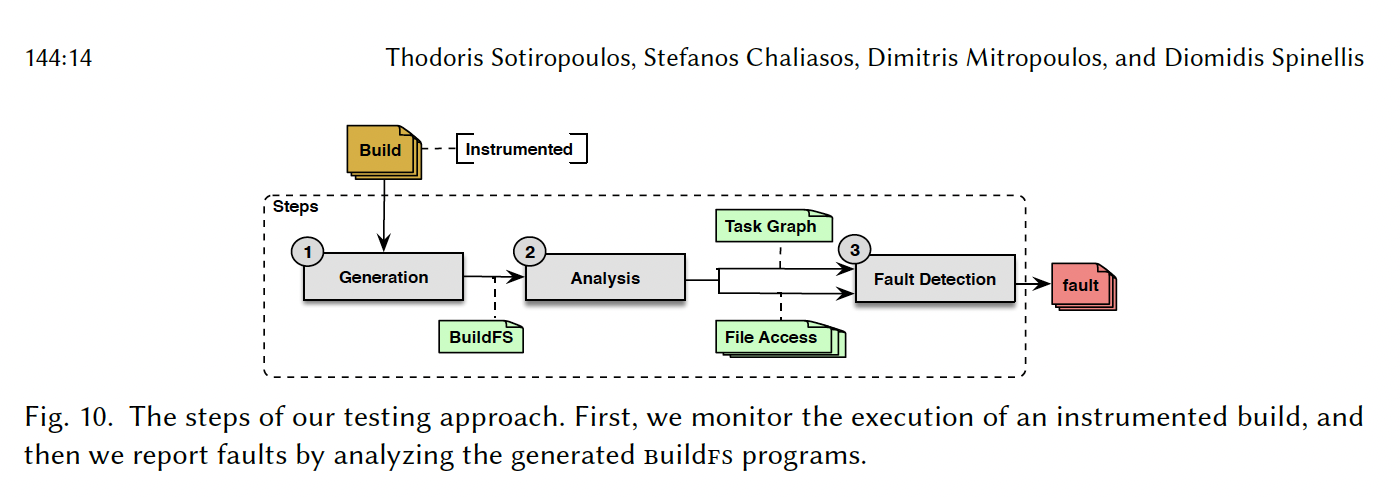 144:14
Thodoris Sotiropoulos, Stefanos Chaliasos, Dimitris Mitropoulos, and Diomidis Spinellis
Build
Instrumented
Steps
Task Graph
1
2
3
Generation
Analysis
Fault Detection
fault
BuildFS
File Access
Fig. 10. The steps of our testing approach. First, we monitor the execution of an instrumented build, and
then we report faults by analyzing the generated BuildFS programs.